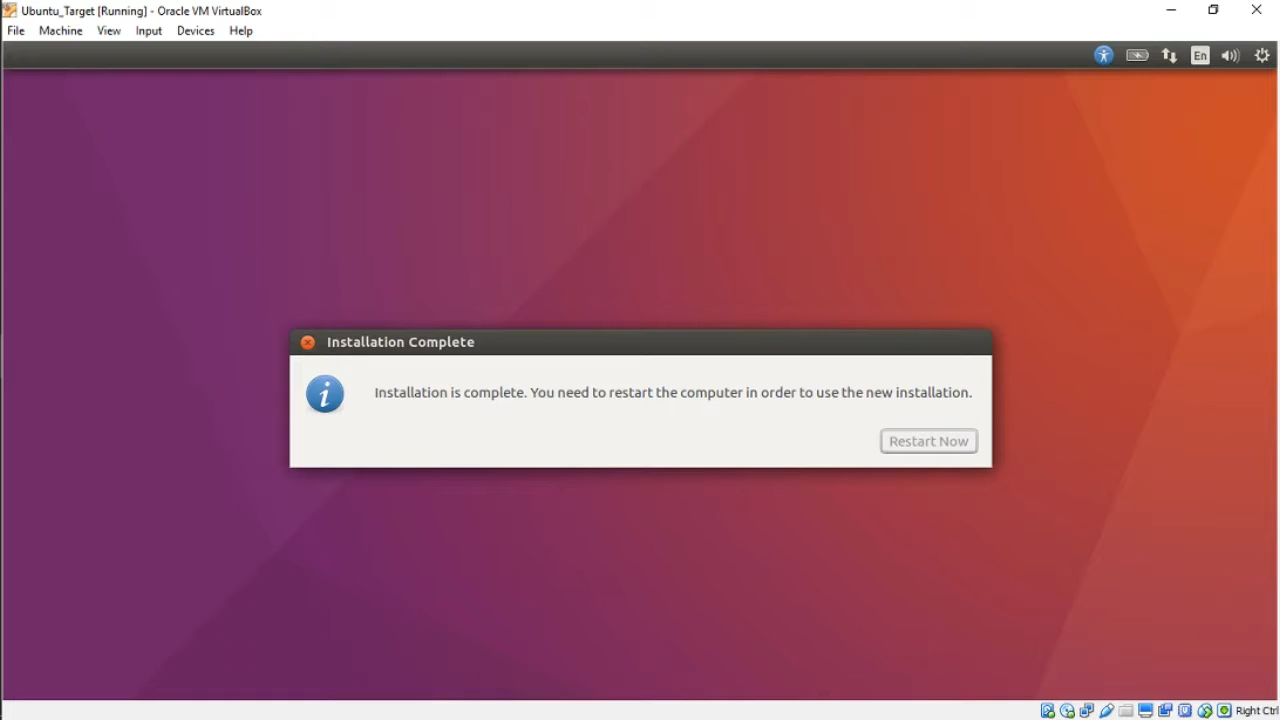 Ubuntu_Target [Running] - Oracle VM VirtualBox
File Machine View Input Devices Help
En
Installation Complete
Installation is complete. You need to restart the computer in order to use the new installation.
Restart Now
Right Ctrl